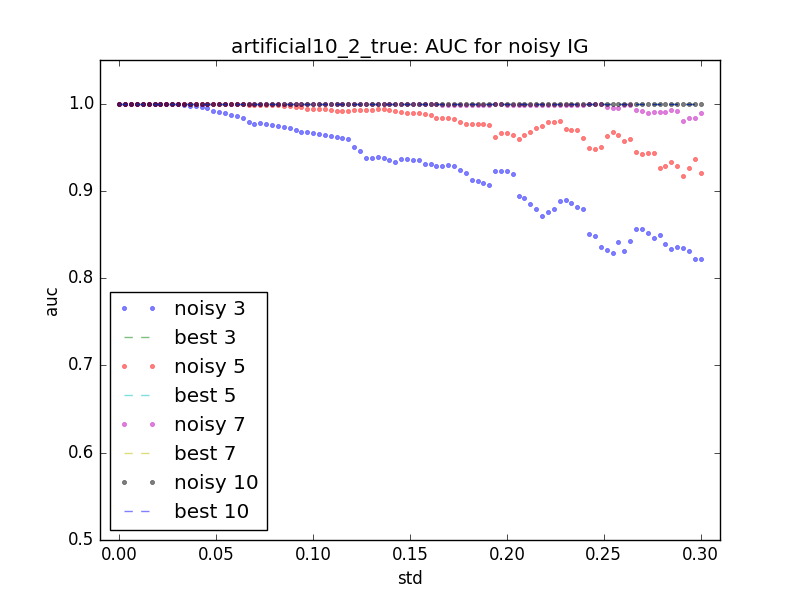 artificial10_2_true: AUC for noisy IG
1.0
0.9
0.8
0.7
0.6
0.5
auc
noisy 3
best 3
noisy 5
best 5
noisy 7
best 7
noisy 10
best 10
0.00 0.05 0.10 0.15 0.20 0.25 0.30
std